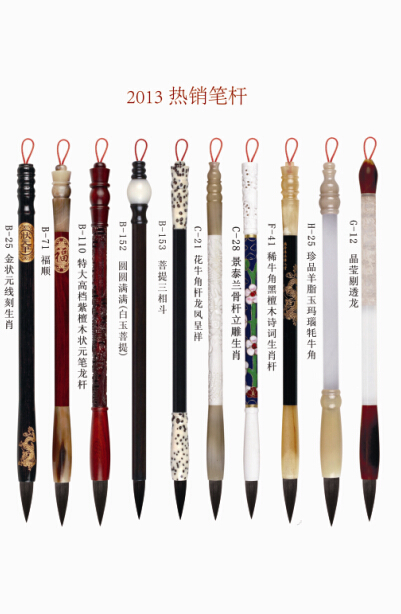 2013 热销笔杆
B-25 金状元线刻生肖
B-71 福顺
B-110 特大高档紫檀木状元笔龙杆
B-152 圆圆满满(白玉菩提)
B-153 菩提三相斗
C-21 花牛角杆龙凤呈祥
C-28 景泰兰骨杆立雕生肖
F-41 稀牛角黑檀木诗词生肖杆
H-25 珍品羊脂玉玛瑙牦牛角
G-12 晶莹剔透龙